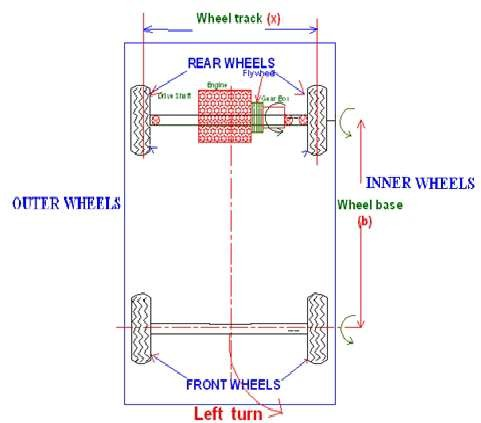 Wheel track (x)
REAR WHEELS
Flywheel
Engine
Drive Shaft
Gear Box
INNER WHEELS
OUTER WHEELS
Wheel base
(b)
FRONT WHEELS
Left turn